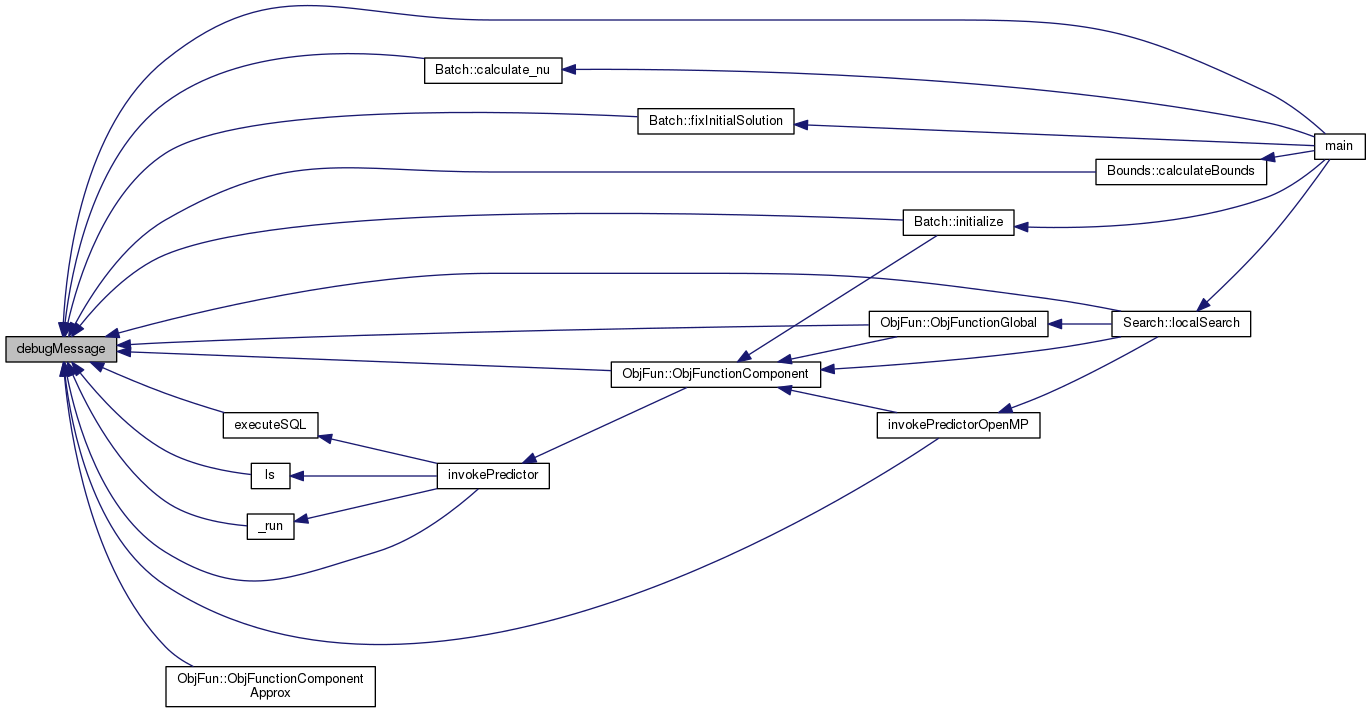 Batch::calculate_nu
Batch::fixInitialSolution
main
Bounds::calculateBounds
Batch::initialize
ObjFun::ObjFunctionGlobal
Search::localSearch
debugMessage
ObjFun::ObjFunctionComponent
executeSQL
invokePredictorOpenMP
ls
invokePredictor
_run
ObjFun::ObjFunctionComponent
Approx